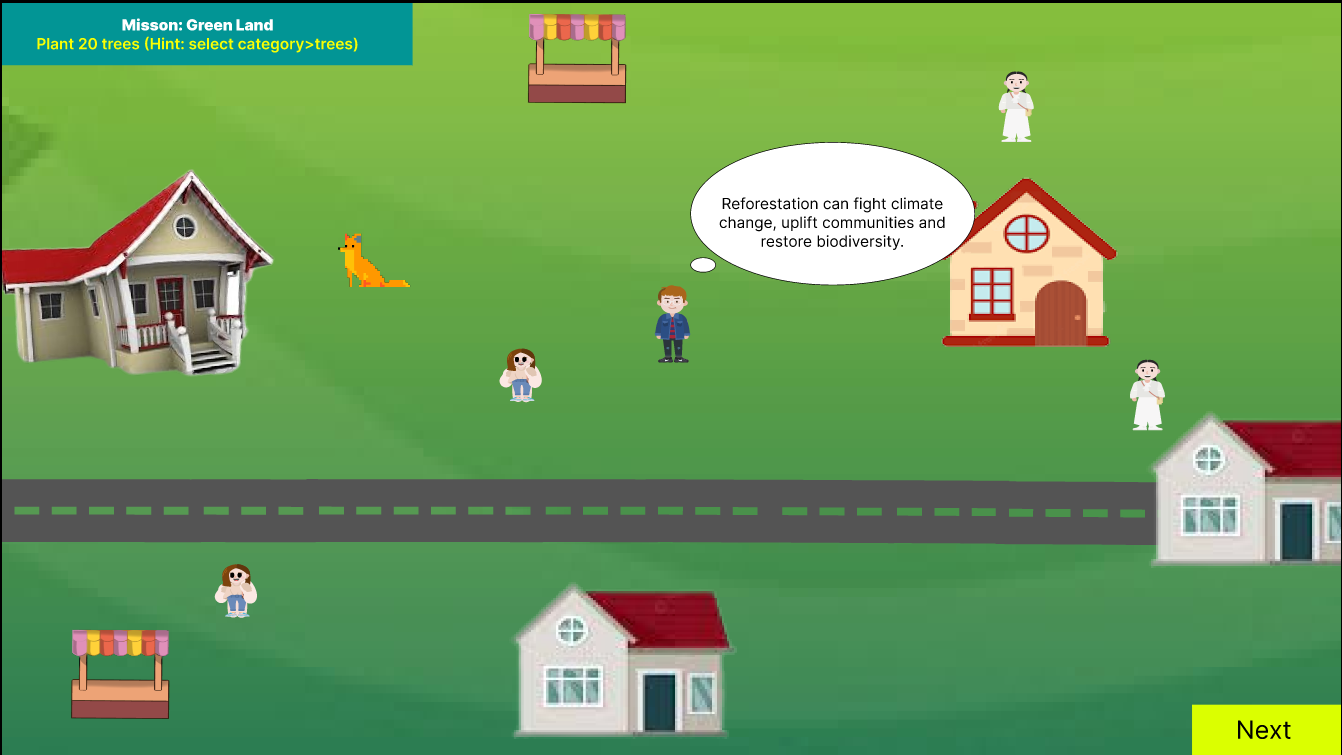 Misson: Green Land
Plant 20 trees (Hint: select category>trees)
Reforestation can fight climate
change, uplift communities and
restore biodiversity.
Next